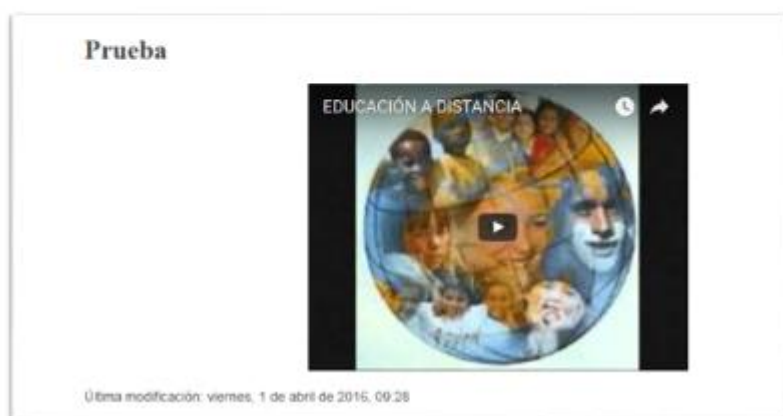 Prueba
EDUCACIÓN A DISTANCIA
Última modificación: viernes, 1 de abril de 2016, 09:28